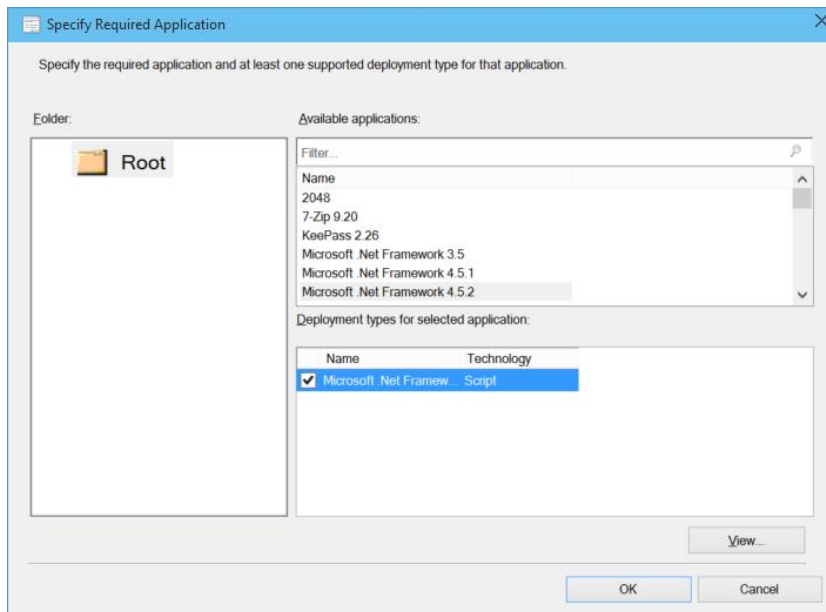 Specify Required Application
Specify the required application and at least one supported deployment type for that application.
Folder:
Root
Available applications:
Filter...
Name
2048
7-Zip 9.20
KeePass 2.26
Microsoft .Net Framework 3.5
Microsoft .Net Framework 4.5.1
Microsoft .Net Framework 4.5.2
Deployment types for selected application:
Name Technology
Microsoft .Net Framew... Script
View...
OK Cancel